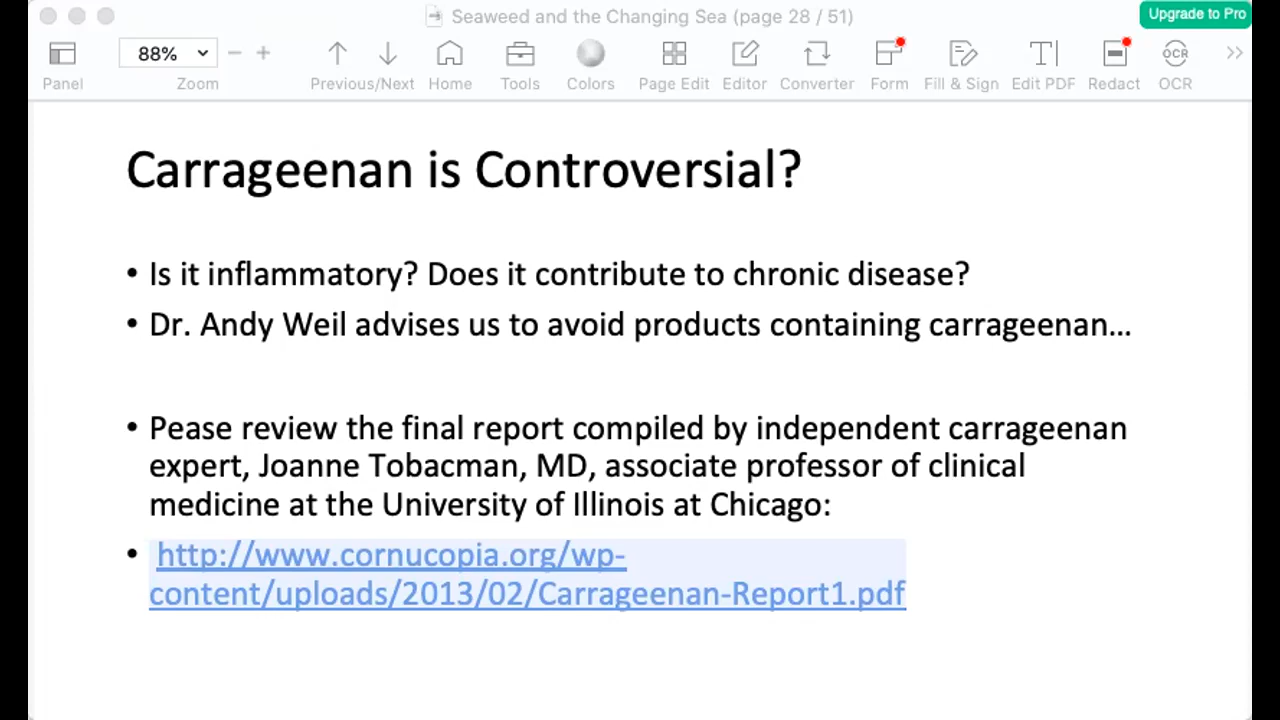 Seaweed and the Changing Sea (page 28 / 51)
Upgrade to Pro
88%
Panel
Zoom
Previous/Next
Home
Tools
Colors
Page Edit
Editor
Converter
Form
Fill & Sign
Edit PDF
Redact
OCR
OCR
Carrageenan is Controversial?
• Is it inflammatory? Does it contribute to chronic disease?
• Dr. Andy Weil advises us to avoid products containing carrageenan...
• Pease review the final report compiled by independent carrageenan
expert, Joanne Tobacman, MD, associate professor of clinical
medicine at the University of Illinois at Chicago:
• http://www.cornucopia.org/wp-
content/uploads/2013/02/Carrageenan-Report1.pdf